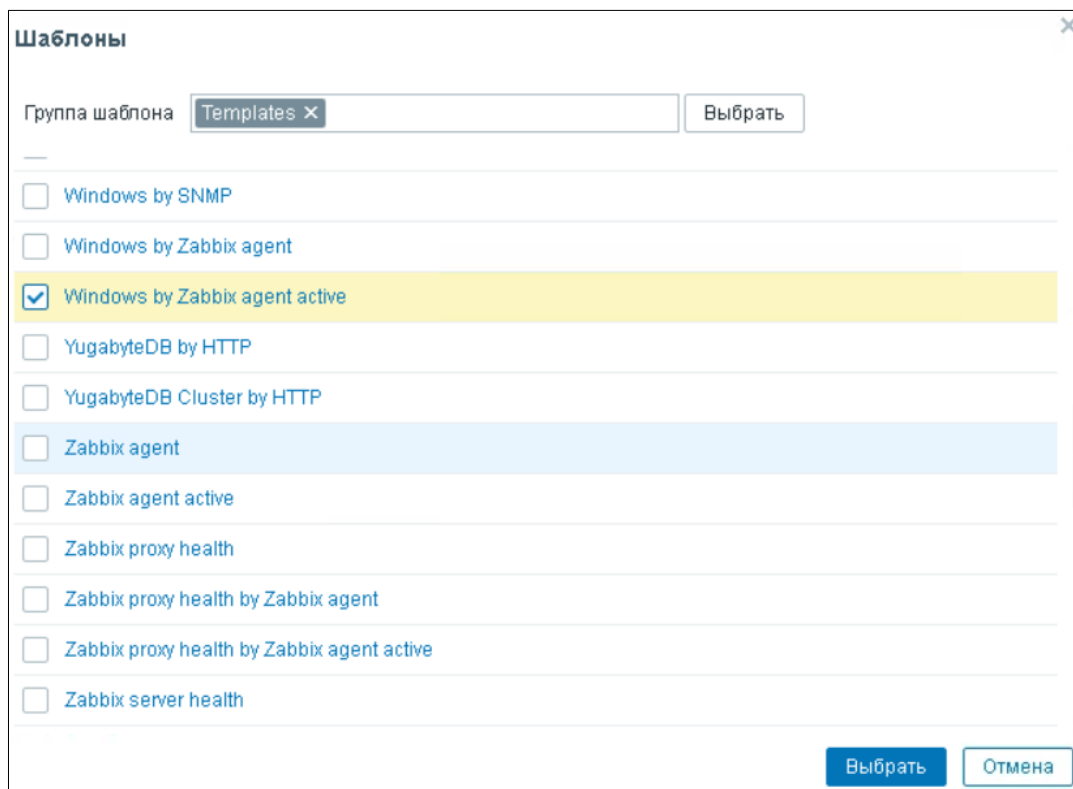 Шаблоны
Группа шаблона Templates Выбрать
Windows by SNMP
Windows by Zabbix agent
Windows by Zabbix agent active
YugabyteDB by HTTP
YugabyteDB Cluster by HTTP
Zabbix agent
Zabbix agent active
Zabbix proxy health
Zabbix proxy health by Zabbix agent
Zabbix proxy health by Zabbix agent active
Zabbix server health
Выбрать Отмена